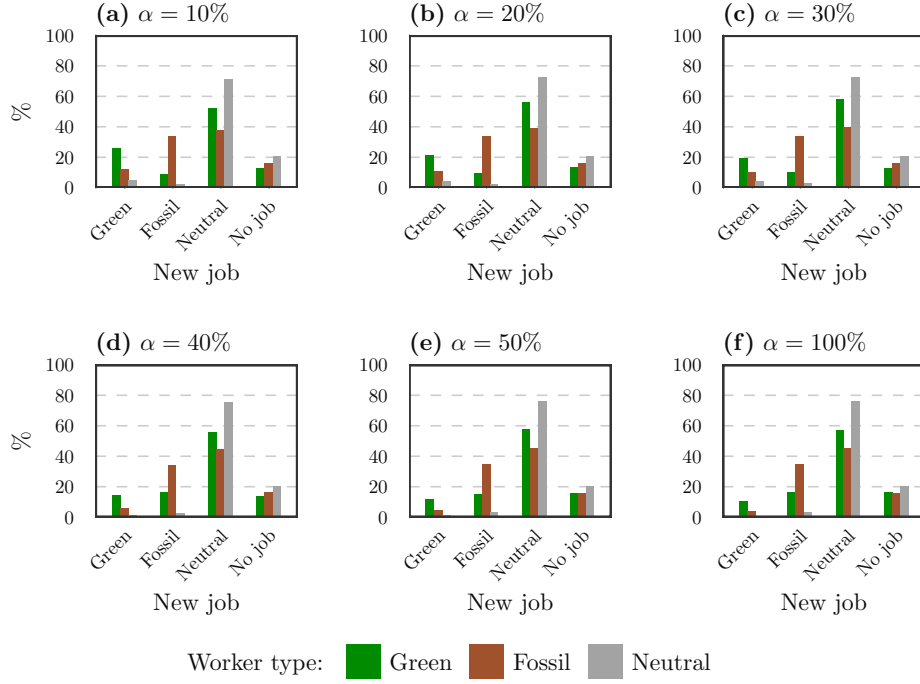 (a) α = 10%
(b) α = 20%
(c) α = 30%
%
100
80
60
40
20
0
Green
Fossil
Neutral
No job
New job
100
80
60
40
20
0
Green
Fossil
Neutral
No job
New job
100
80
60
40
20
0
Green
Fossil
Neutral
No job
New job
(d) α = 40%
(e) α = 50%
(f) α = 100%
%
100
80
60
40
20
0
Green
Fossil
Neutral
No job
New job
100
80
60
40
20
0
Green
Fossil
Neutral
No job
New job
100
80
60
40
20
0
Green
Fossil
Neutral
No job
New job
Worker type: Green Fossil Neutral